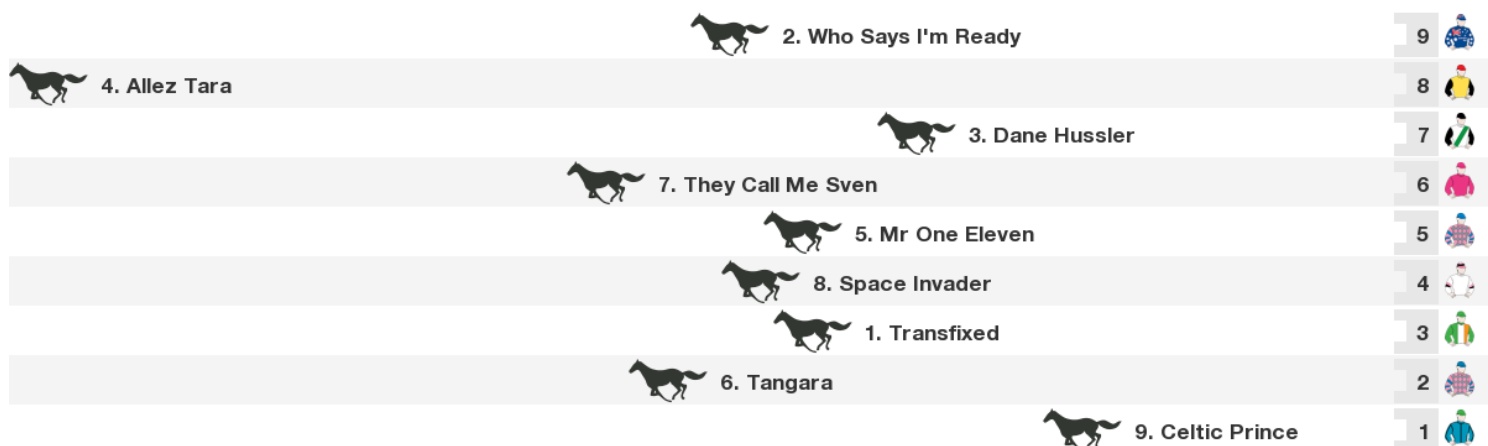 2. Who Says I'm Ready 9
4. Allez Tara 8
3. Dane Hussler 7
7. They Call Me Sven 6
5. Mr One Eleven 5
8. Space Invader 4
1. Transfixed 3
6. Tangara 2
9. Celtic Prince 1